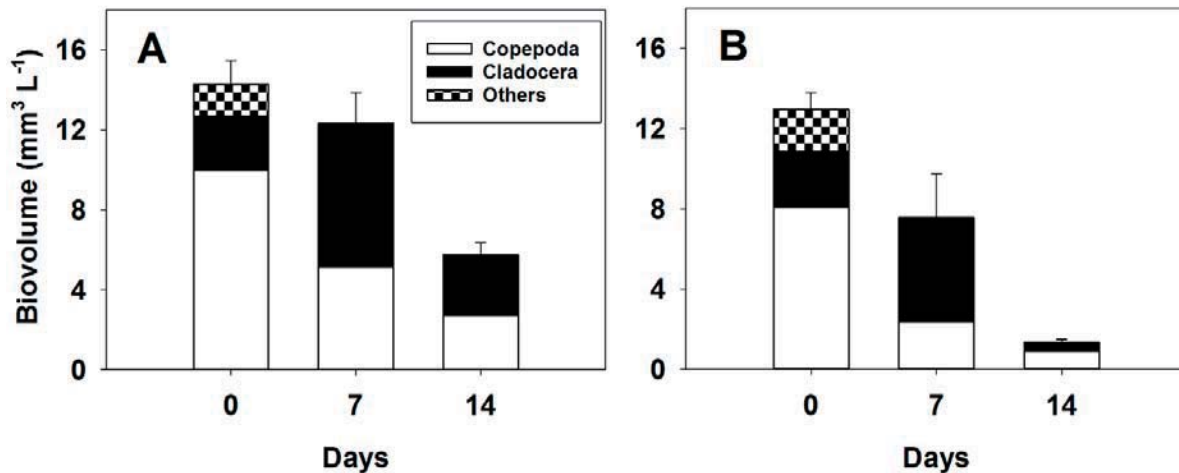 A
Copepoda
Cladocera
Others
Biovolume (mm³ L⁻¹)
16
12
8
4
0
0 7 14
Days
B
16
12
8
4
0
0 7 14
Days